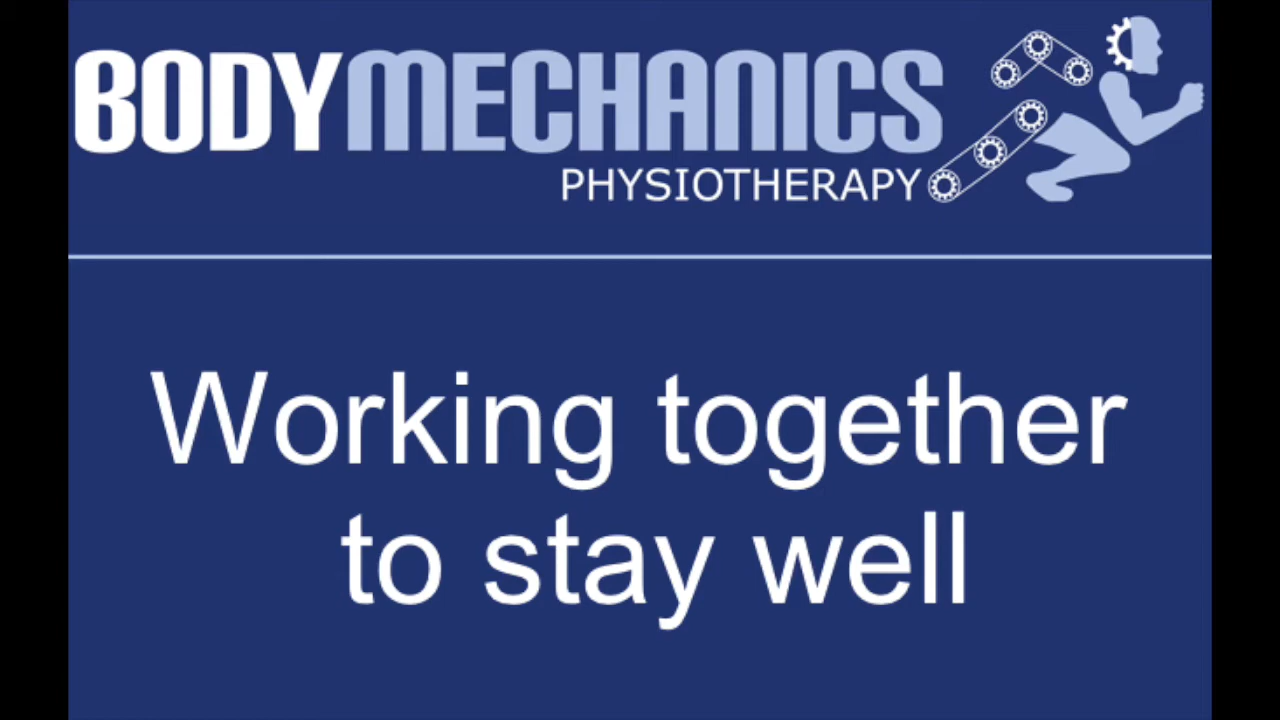 BODYMECHANICS
PHYSIOTHERAPY
Working together
to stay well